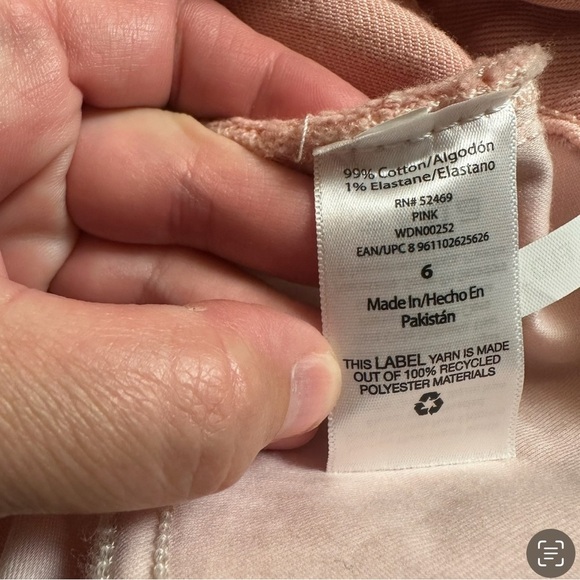 99% Cotton/Algodón
1% Elastane/Elastano
RN# 52469
PINK
WDN00252
EAN/UPC 8 961102625626
6
Made In/Hecho En
Pakistán
THIS LABEL YARN IS MADE
OUT OF 100% RECYCLED
POLYESTER MATERIALS